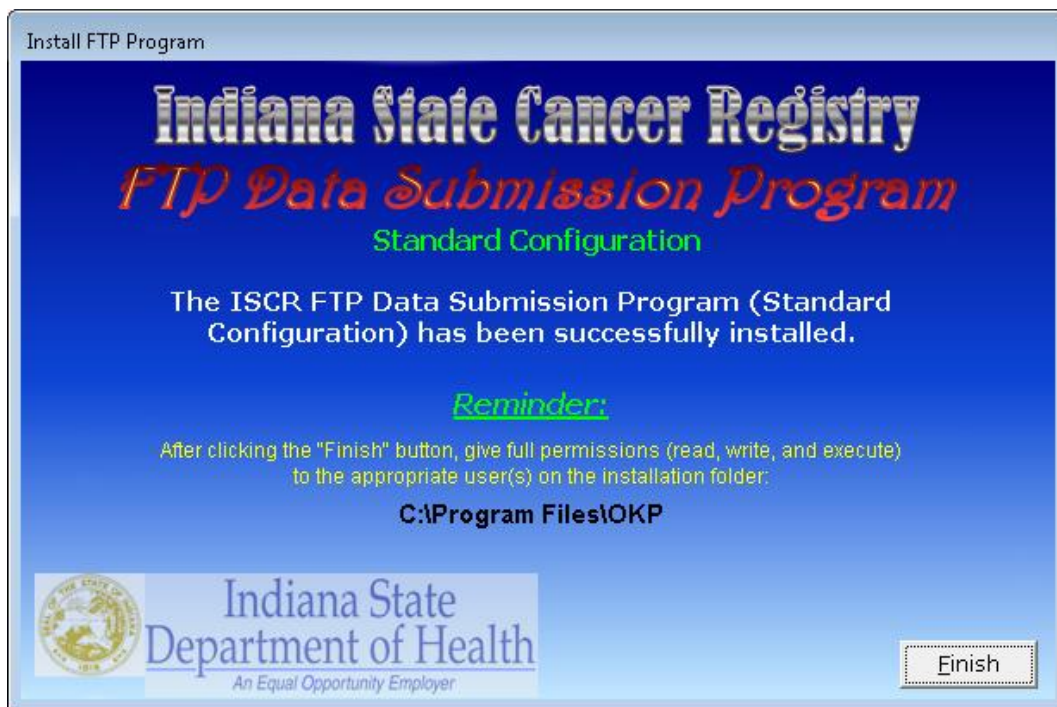 Install FTP Program
Indiana State Cancer Registry
FTP Data Submission Program
Standard Configuration
The ISCR FTP Data Submission Program (Standard
Configuration) has been successfully installed.
Reminder:
After clicking the "Finish" button, give full permissions (read, write, and execute)
to the appropriate user(s) on the installation folder:
C:\Program Files\OKP
Indiana State
Department of Health
An Equal Opportunity Employer
Finish